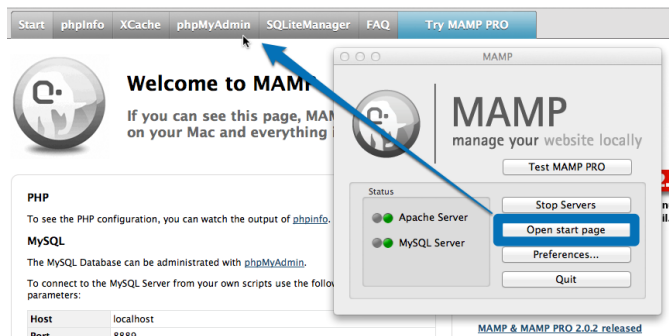 Start phpInfo XCache phpMyAdmin SQLiteManager FAQ Try MAMP PRO
Welcome to MAMP
If you can see this page, MAM
on your Mac and everything i
PHP
To see the PHP configuration, you can watch the output of phpinfo.
MySQL
The MySQL Database can be administrated with phpMyAdmin.
To connect to the MySQL Server from your own scripts use the follow
parameters:
Host localhost
Port 8889
MAMP
MAMP
manage your website locally
Test MAMP PRO
Status
Apache Server
MySQL Server
Stop Servers
Open start page
Preferences...
Quit
MAMP & MAMP PRO 2.0.2 released